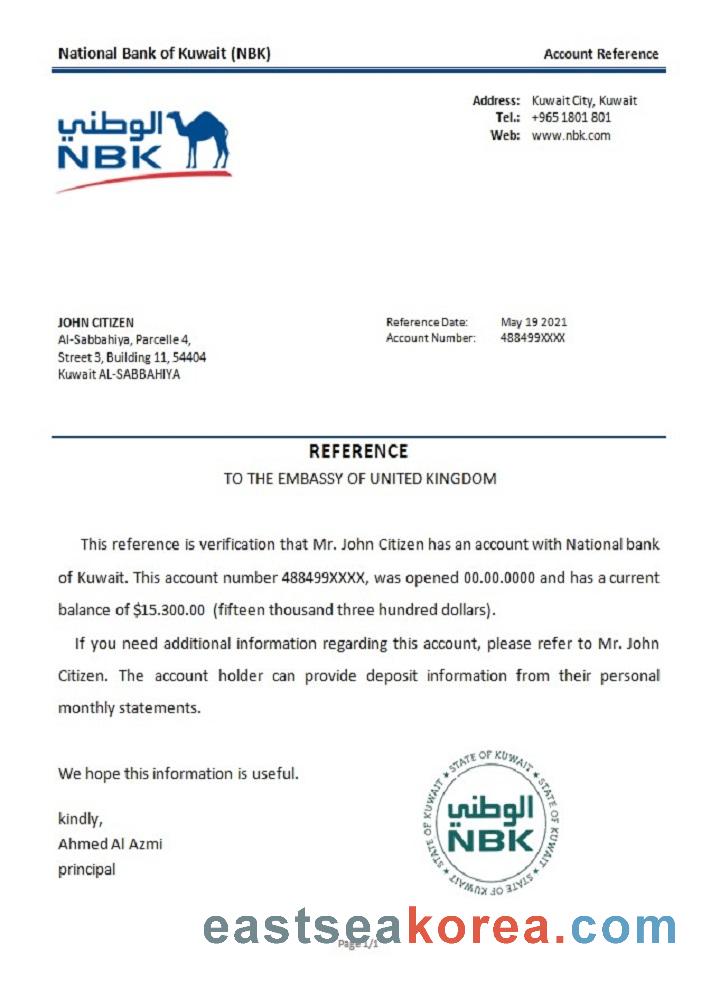 National Bank of Kuwait (NBK)
Account Reference
Address: Kuwait City, Kuwait
Tel.: +965 1801 801
Web: www.nbk.com
الوطني
NBK
JOHN CITIZEN
Al-Sabbahiya, Parcelle 4,
Street 3, Building 11, 54404
Kuwait AL-SABBAHIYA
Reference Date: May 19 2021
Account Number: 488499XXXX
REFERENCE
TO THE EMBASSY OF UNITED KINGDOM
This reference is verification that Mr. John Citizen has an account with National bank
of Kuwait. This account number 488499XXXX, was opened 00.00.0000 and has a current
balance of $15.300.00 (fifteen thousand three hundred dollars).
If you need additional information regarding this account, please refer to Mr. John
Citizen. The account holder can provide deposit information from their personal
monthly statements.
We hope this information is useful.
kindly,
Ahmed Al Azmi
principal
STATE OF KUWAIT ★ STATE OF KUWAIT ★ STATE OF KUWAIT ★ STATE OF KUWAIT ★
الوطني
NBK
eastseakorea.com
Page 1/1